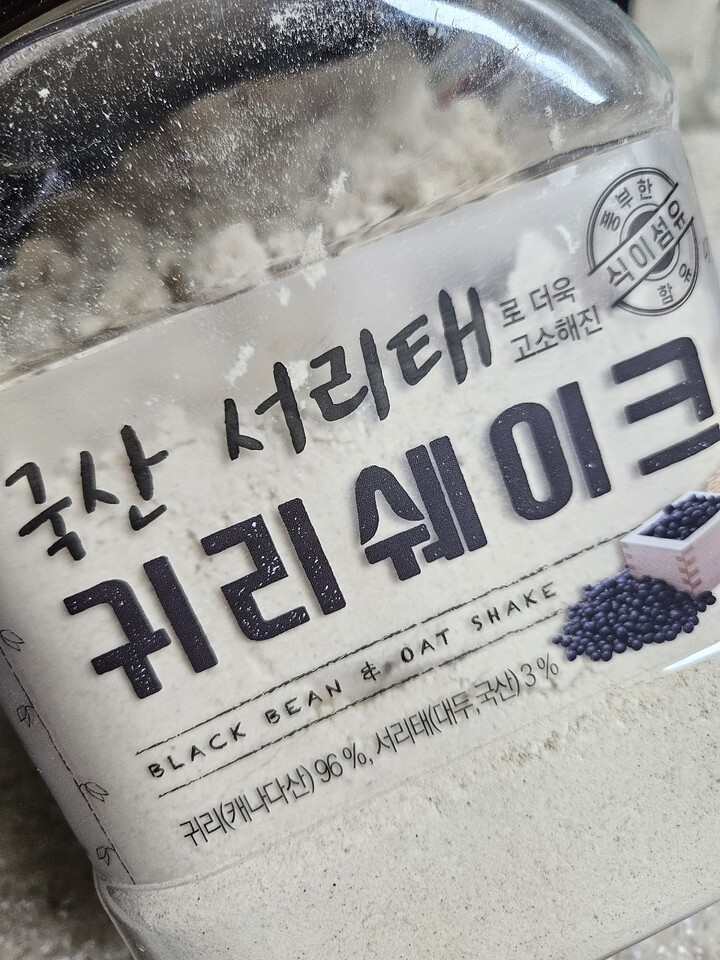 풍부한
식이섬유
함유
국산 서리태로 더욱
고소해진
귀리쉐이크
BLACK BEAN & OAT SHAKE
귀리(캐나다산) 96%, 서리태(대두,국산) 3%